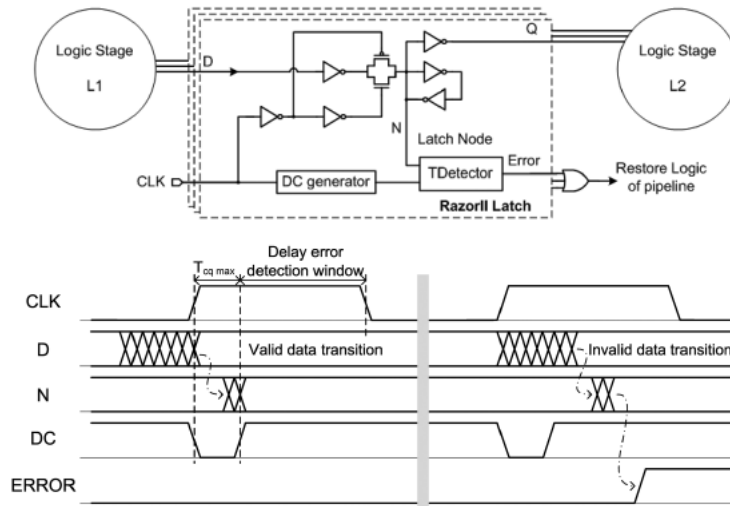 Logic Stage
L1
D
Q
Logic Stage
L2
N
Latch Node
CLK
DC generator
TDetector
Error
RazorII Latch
Restore Logic
of pipeline
Tcq max
Delay error
detection window
CLK
D
Valid data transition
Invalid data transition
N
DC
ERROR